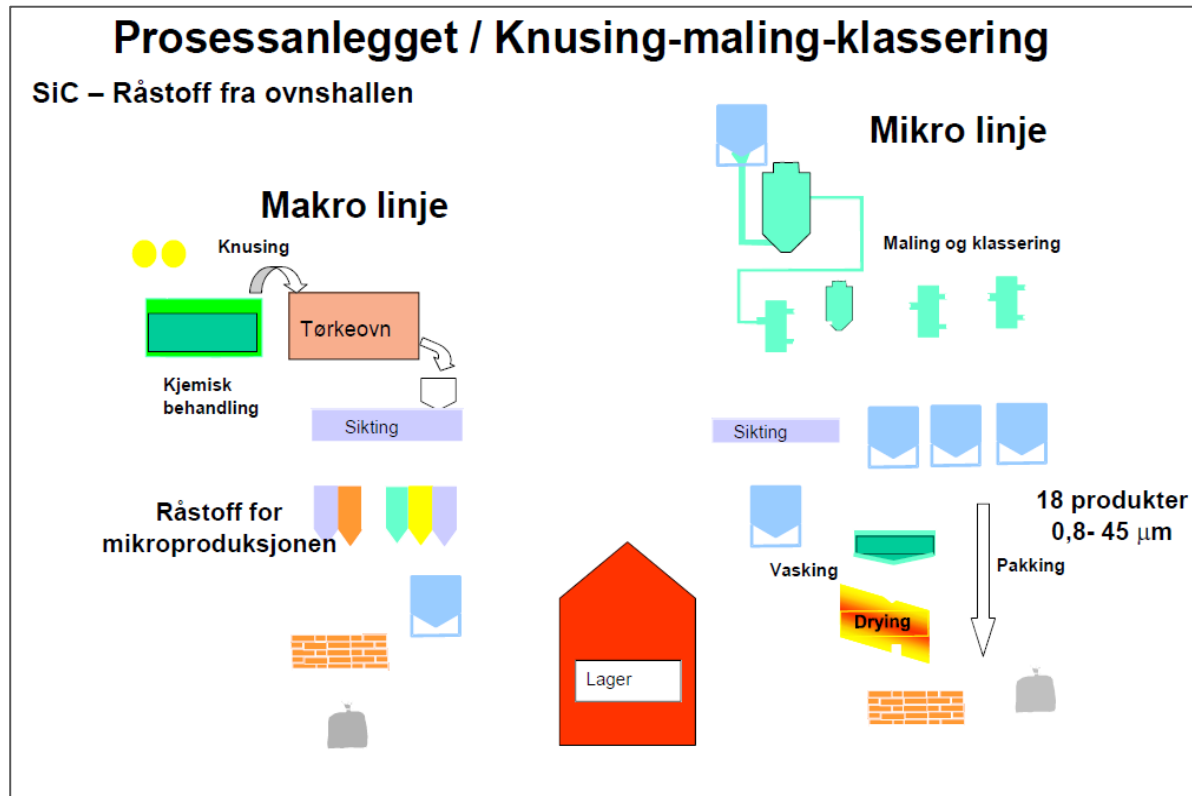 Prosessanlegget / Knusing-maling-klassering
SiC – Råstoff fra ovnshallen
Mikro linje
Makro linje
Knusing
Maling og klassering
Tørkeovn
Kjemisk
behandling
Sikting
Sikting
Råstoff for
mikroproduksjonen
18 produkter
0,8- 45 μm
Vasking
Pakking
Drying
Lager